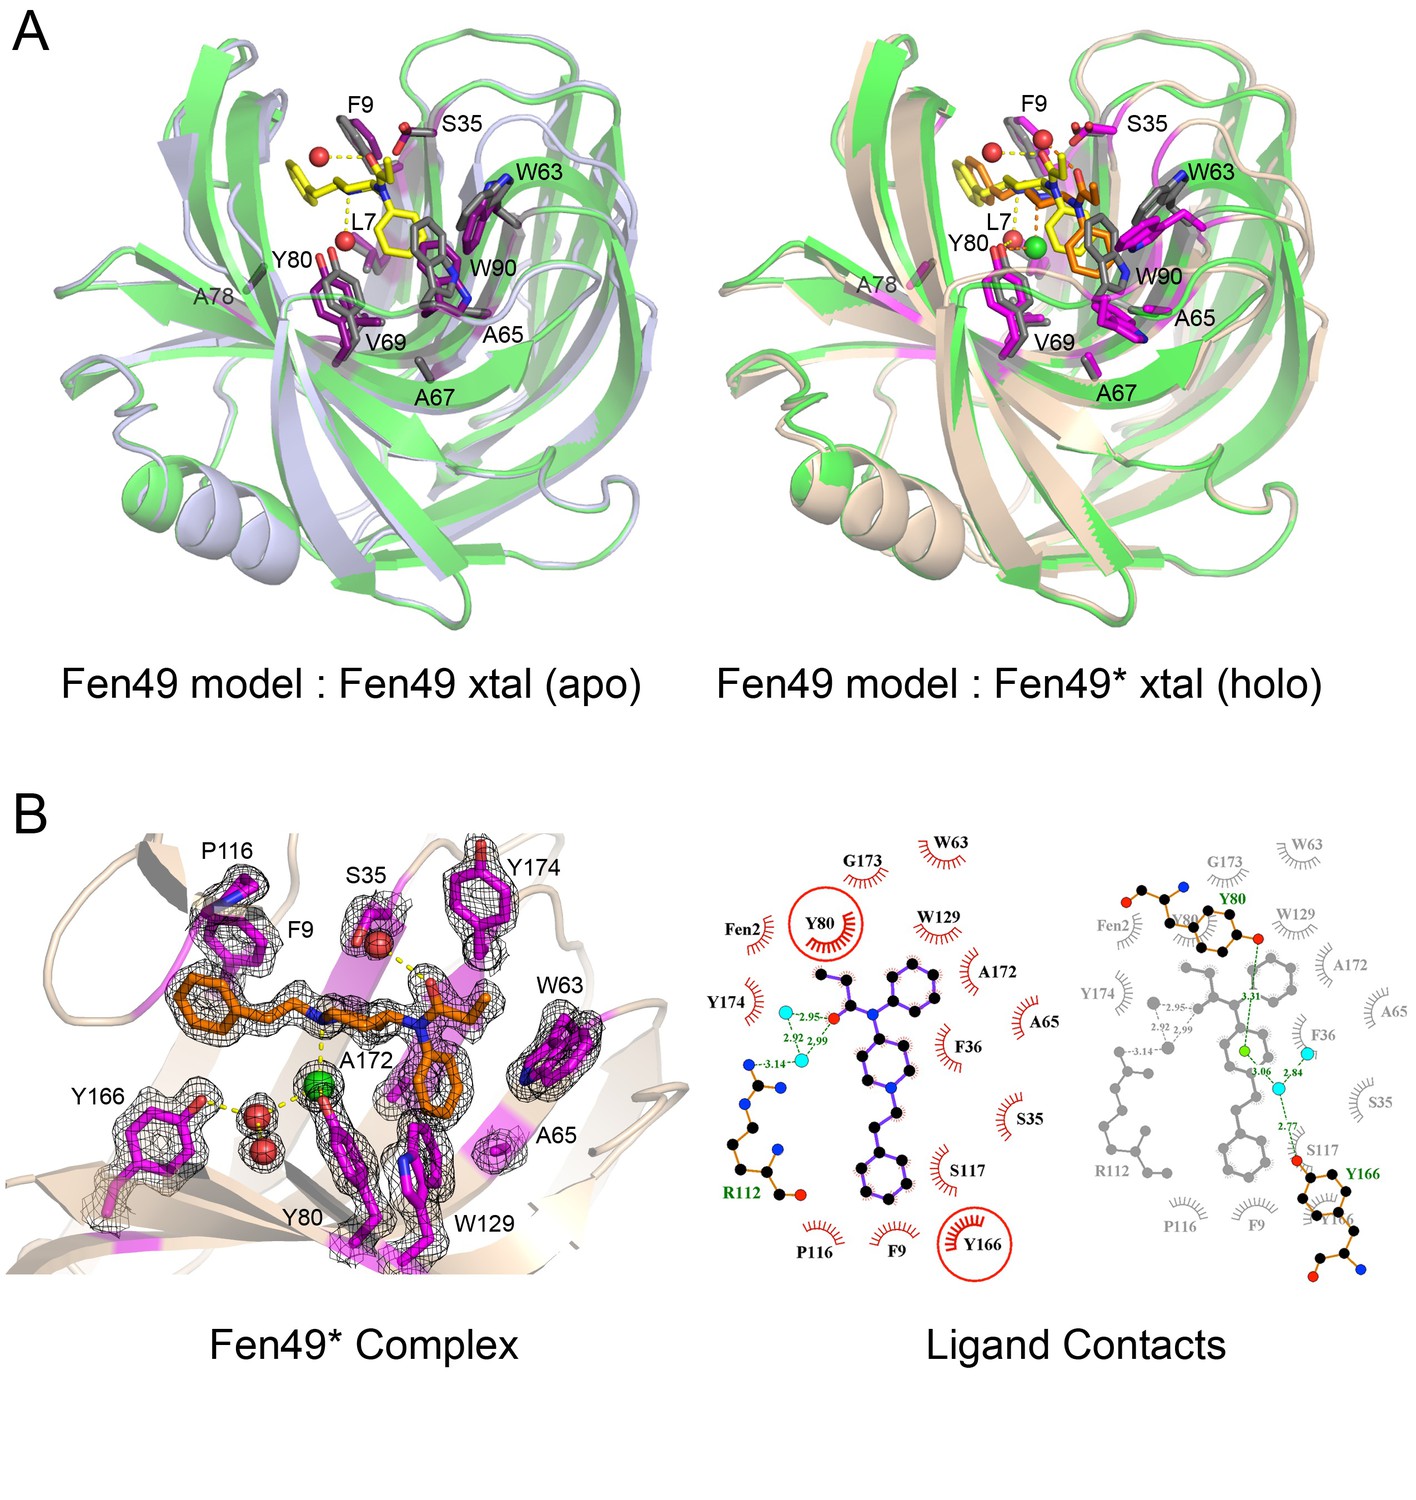 A
F9
S35
W63
L7
Y80
W90
A78
A65
V69
A67
F9
S35
W63
L7
Y80
W90
A78
A65
V69
A67
Fen49 model : Fen49 xtal (apo)
Fen49 model : Fen49* xtal (holo)
B
P116
S35
Y174
F9
W63
A172
Y166
A65
Y80
W129
W63
G173
Y80
W129
Fen2
A172
Y174
2.95
A65
2.92
2.99
F36
3.14
S35
S117
R112
P116
F9
Y166
W63
G173
Y80
Fen2
Y80
W129
A172
Y174
2.95
3.31
A65
2.92
2.99
F36
3.14
3.06
2.84
S35
2.77
S117
R112
Y166
P116
F9
Y166
Fen49* Complex
Ligand Contacts